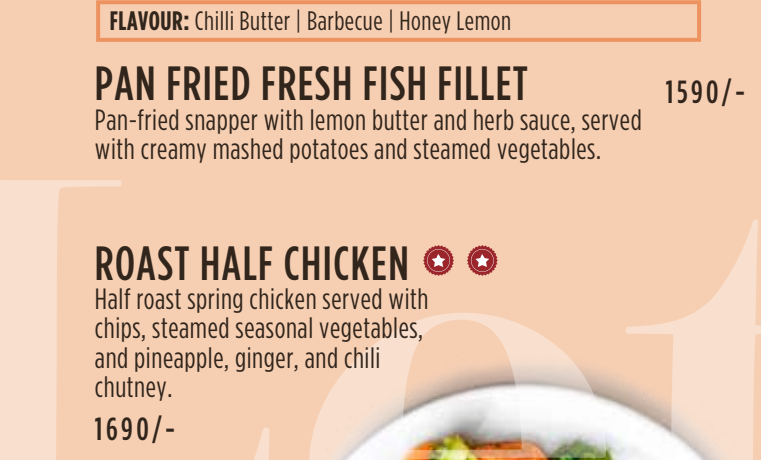 FLAVOUR: Chilli Butter | Barbecue | Honey Lemon
PAN FRIED FRESH FISH FILLET
1590/-
Pan-fried snapper with lemon butter and herb sauce, served
with creamy mashed potatoes and steamed vegetables.
ROAST HALF CHICKEN
Half roast spring chicken served with
chips, steamed seasonal vegetables,
and pineapple, ginger, and chili
chutney.
1690/-